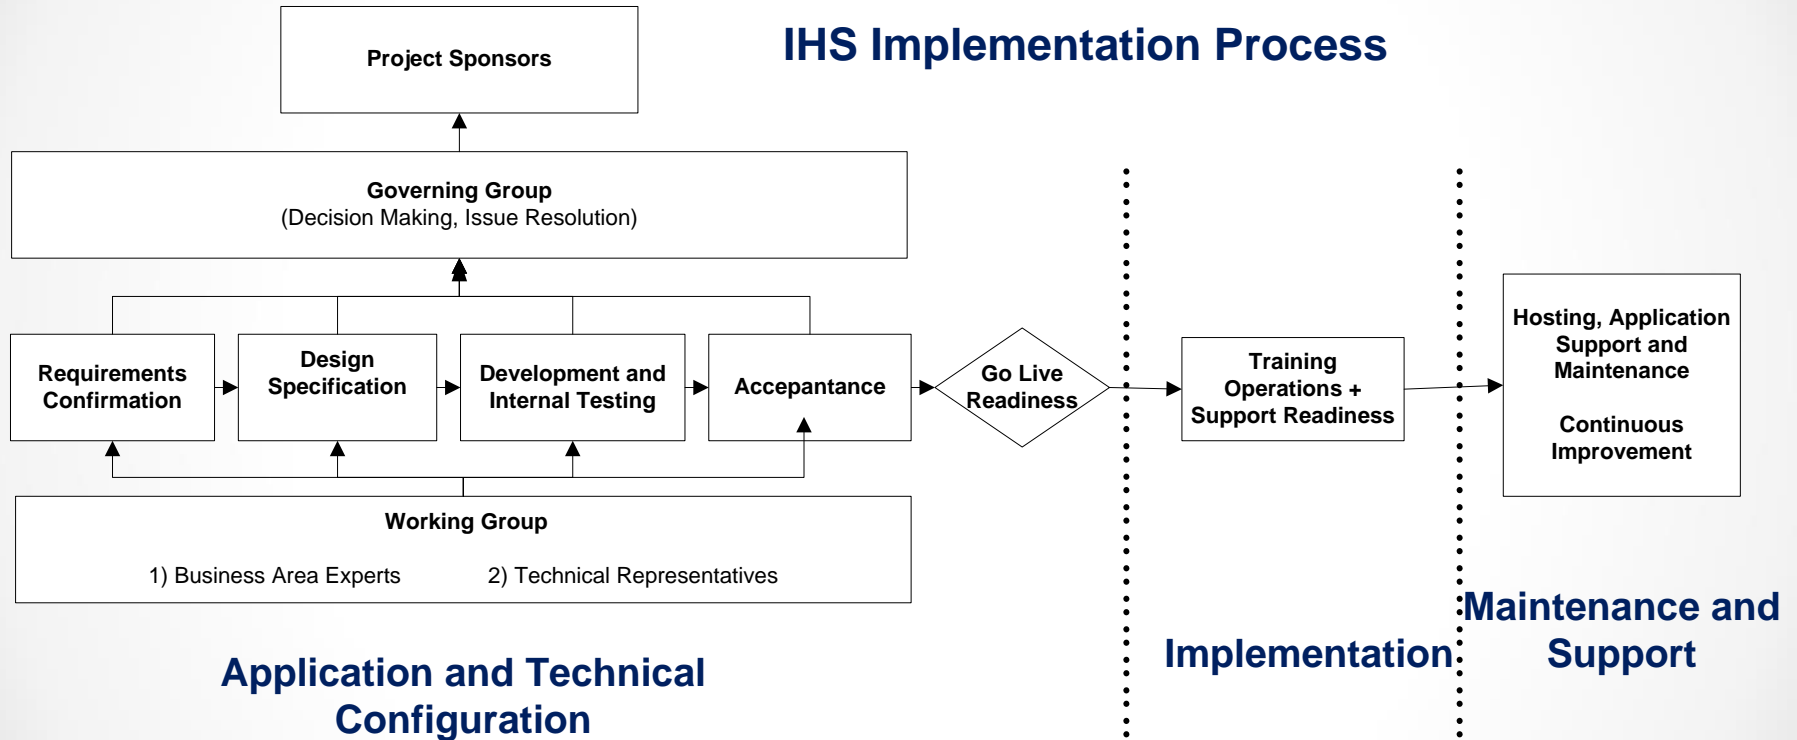 IHS Implementation Process
Project Sponsors
Governing Group
(Decision Making, Issue Resolution)
Requirements
Confirmation
Design
Specification
Development and
Internal Testing
Accepantance
Go Live
Readiness
Training
Operations +
Support Readiness
Hosting, Application
Support and
Maintenance
Continuous
Improvement
Working Group
1) Business Area Experts
2) Technical Representatives
Application and Technical
Configuration
Implementation
Maintenance and
Support